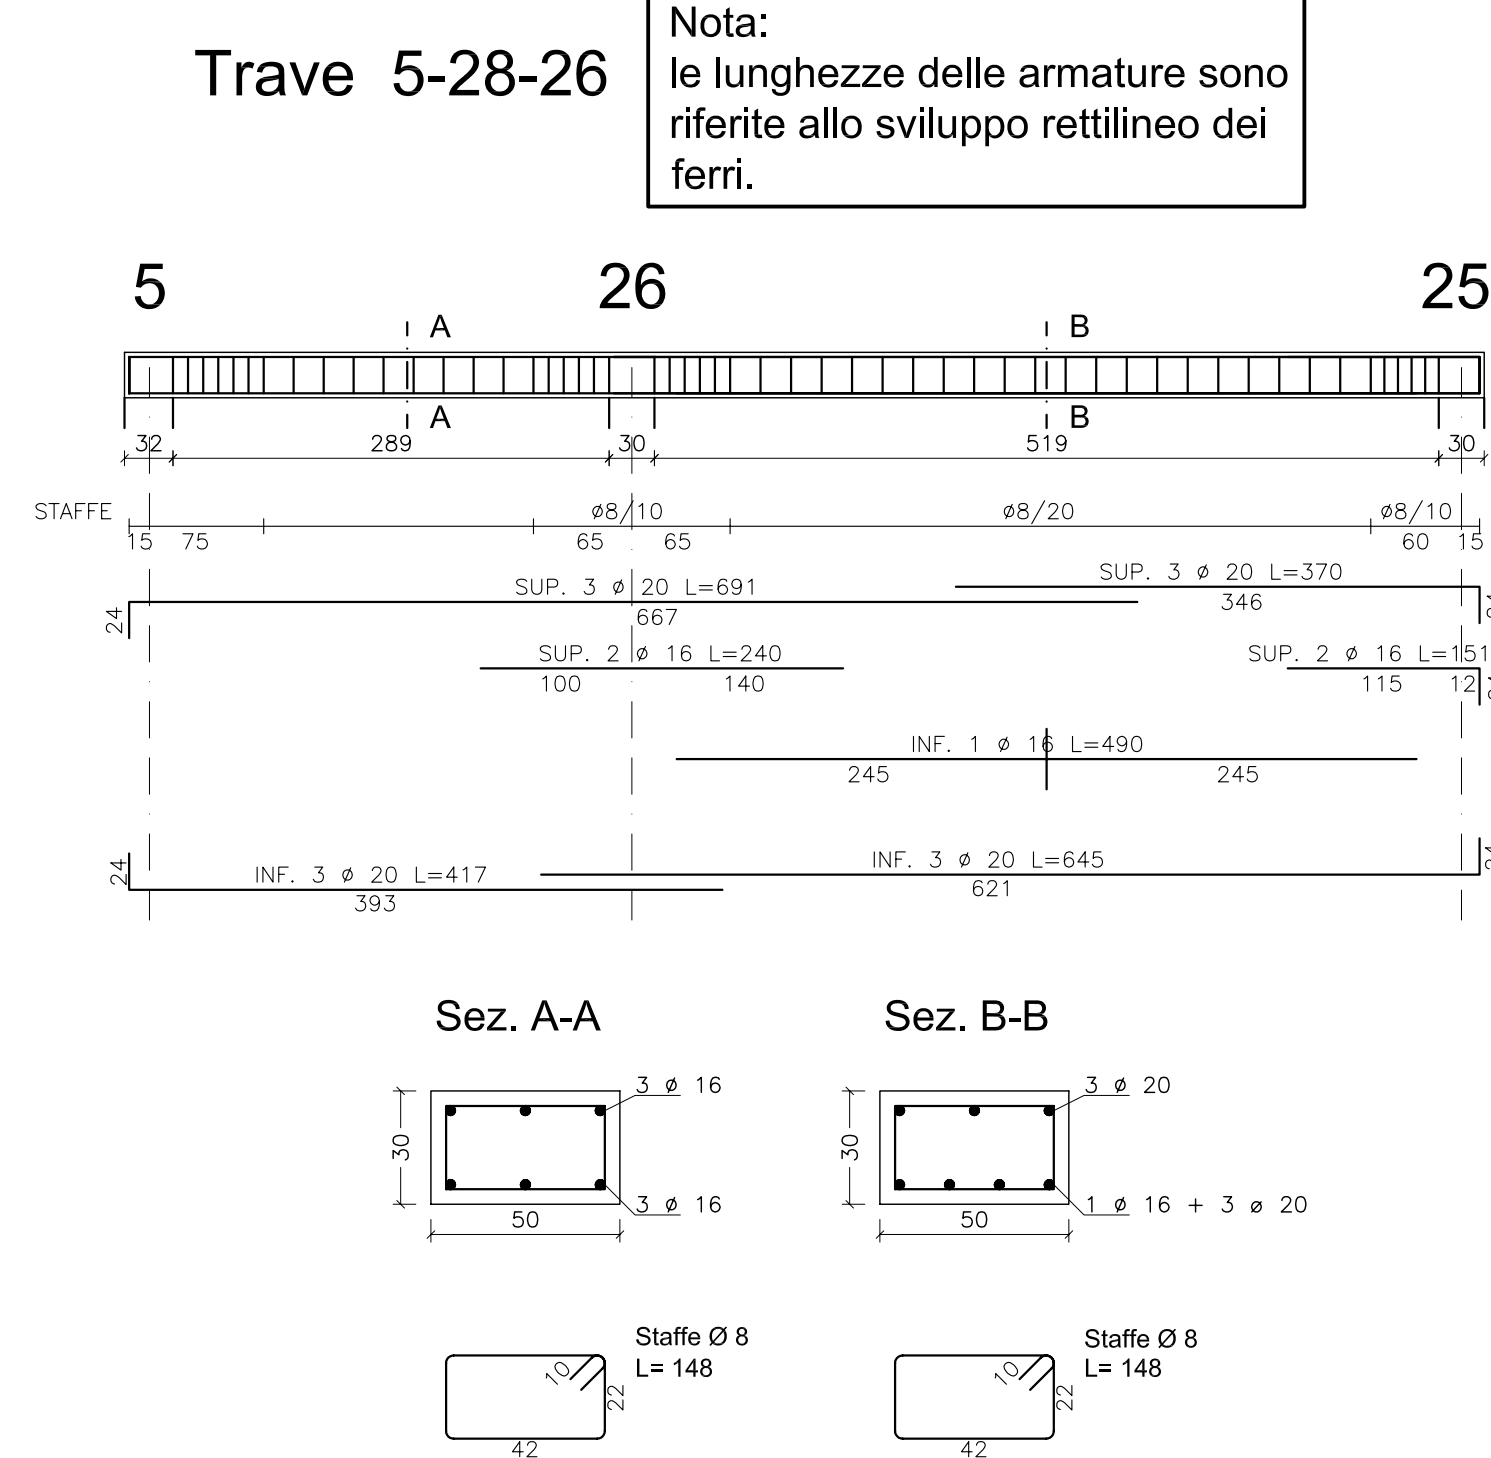 Trave 5-28-26
Nota:
le lunghezze delle armature sono
riferite allo sviluppo rettilineo dei
ferri.
5 26 25
A B
A B
32 289 30 519 30
STAFFE ø8/10 ø8/20 ø8/10
15 75 65 65 60 15
SUP. 3 ø 20 L=370
346
SUP. 3 ø 20 L=691
24 667
SUP. 2 ø 16 L=240 SUP. 2 ø 16 L=151
100 140 115 12
INF. 1 ø 16 L=490
245 245
INF. 3 ø 20 L=645
621
24 INF. 3 ø 20 L=417
393
Sez. A-A Sez. B-B
3 ø 16 3 ø 20
30 30
3 ø 16 1 ø 16 + 3 ø 20
50 50
Staffe Ø 8 Staffe Ø 8
L= 148 L= 148
10 22 10 22
42 42